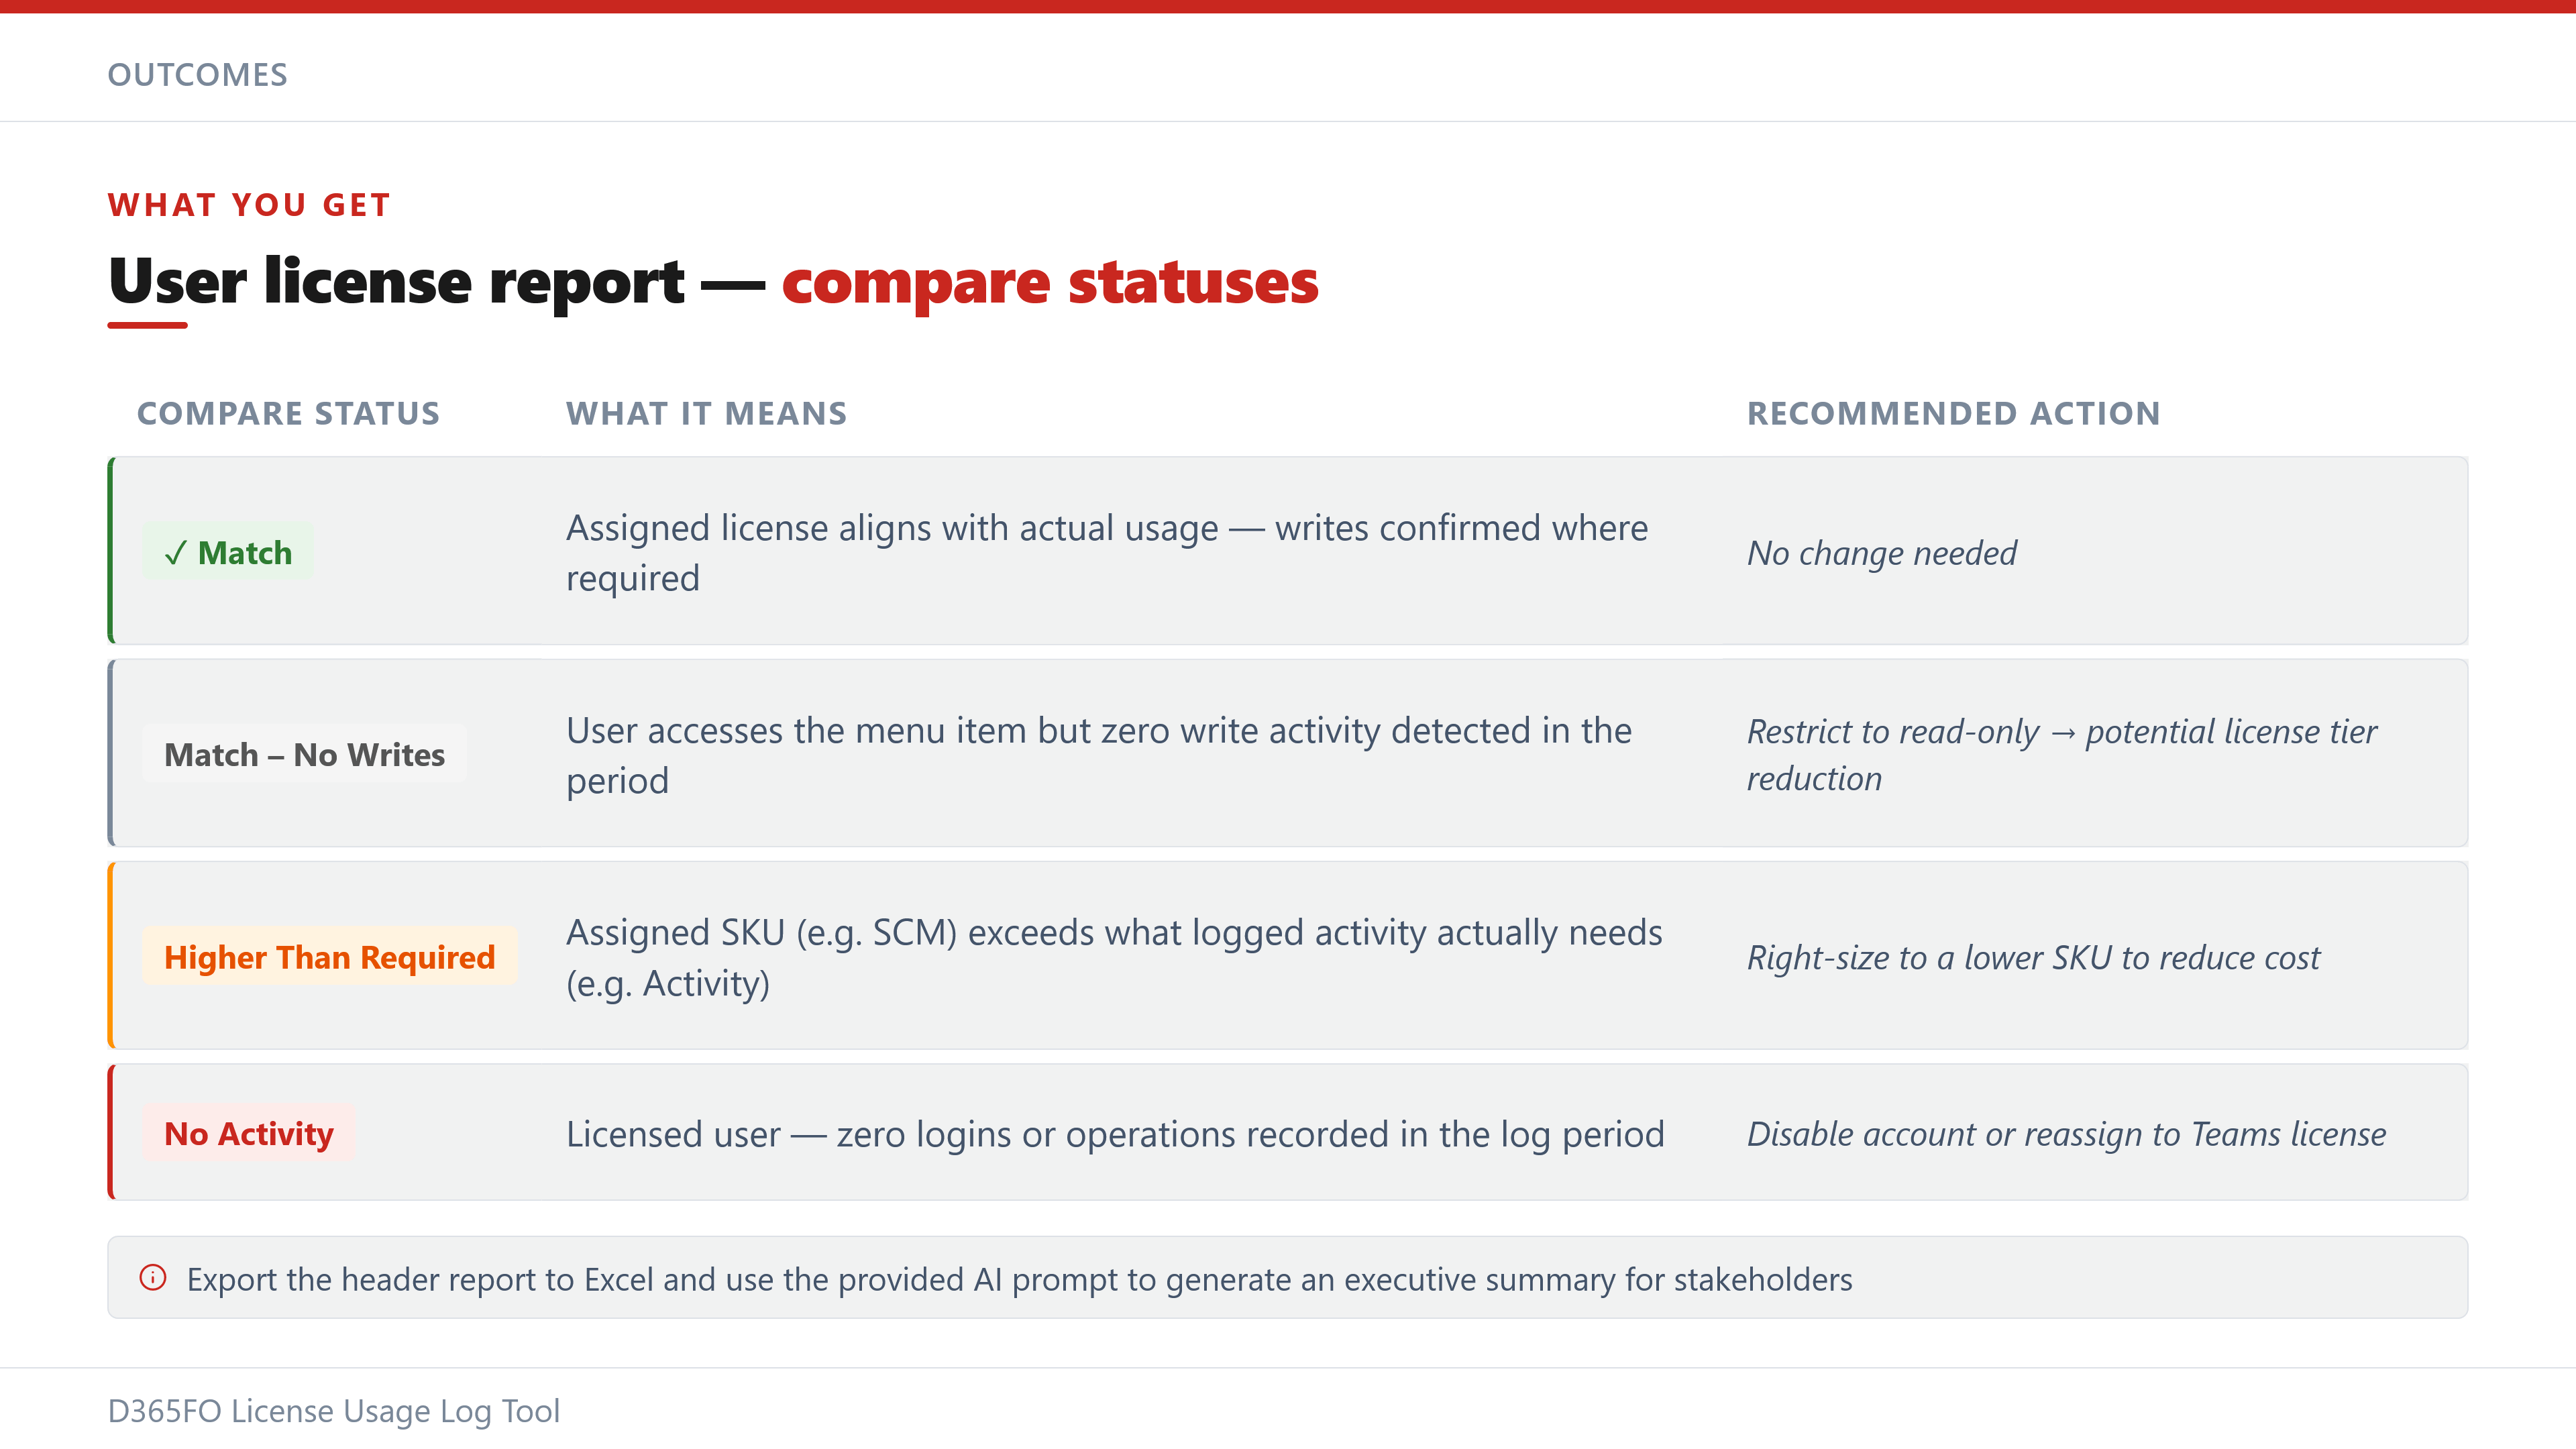 OUTCOMES
WHAT YOU GET
User license report — compare statuses
COMPARE STATUS
WHAT IT MEANS
RECOMMENDED ACTION
✓ Match
Assigned license aligns with actual usage — writes confirmed where
required
No change needed
Match – No Writes
User accesses the menu item but zero write activity detected in the
period
Restrict to read-only → potential license tier
reduction
Higher Than Required
Assigned SKU (e.g. SCM) exceeds what logged activity actually needs
(e.g. Activity)
Right-size to a lower SKU to reduce cost
No Activity
Licensed user — zero logins or operations recorded in the log period
Disable account or reassign to Teams license
Export the header report to Excel and use the provided AI prompt to generate an executive summary for stakeholders
D365FO License Usage Log Tool